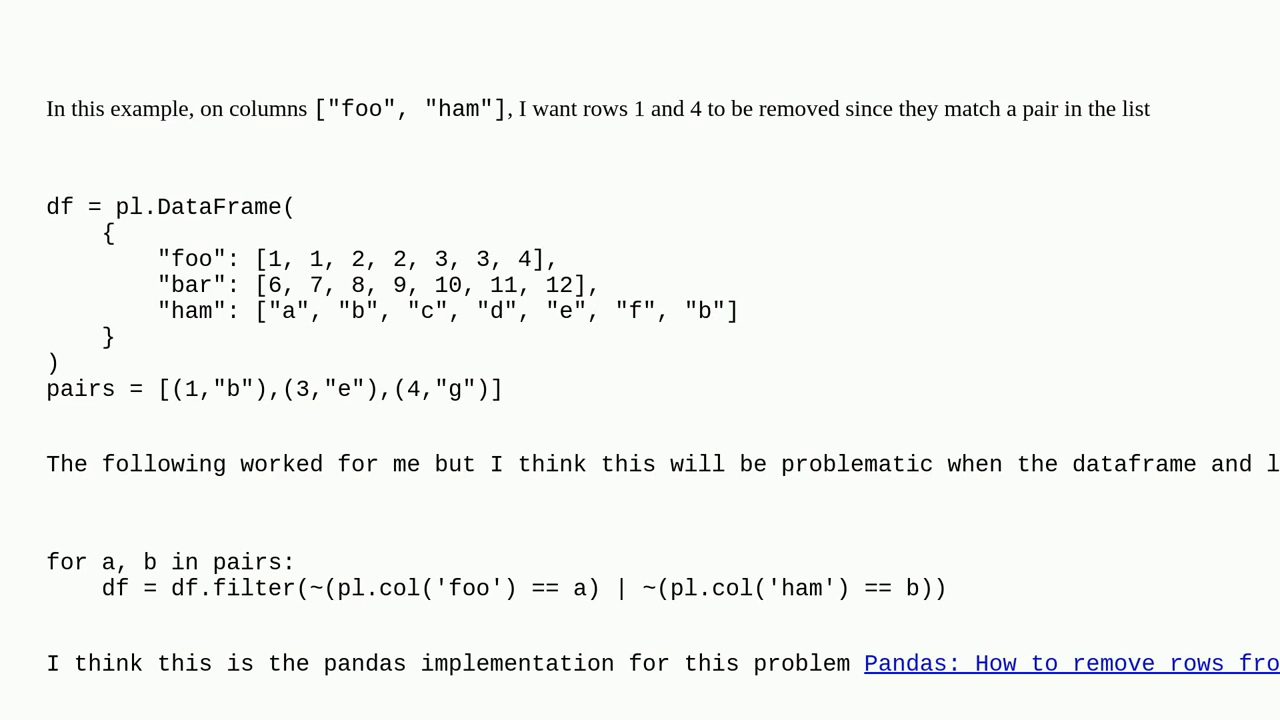 In this example, on columns ["foo", "ham"], I want rows 1 and 4 to be removed since they match a pair in the list
df = pl.DataFrame(
    {
        "foo": [1, 1, 2, 2, 3, 3, 4],
        "bar": [6, 7, 8, 9, 10, 11, 12],
        "ham": ["a", "b", "c", "d", "e", "f", "b"]
    }
)
pairs = [(1,"b"),(3,"e"),(4,"g")]
The following worked for me but I think this will be problematic when the dataframe and
for a, b in pairs:
    df = df.filter(~(pl.col('foo') == a) | ~(pl.col('ham') == b))
I think this is the pandas implementation for this problem Pandas: How to remove rows